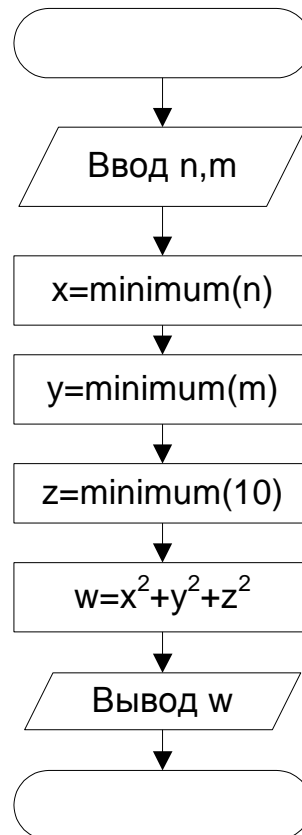 Ввод n,m
x=minimum(n)
y=minimum(m)
z=minimum(10)
w=x²+y²+z²
Вывод w